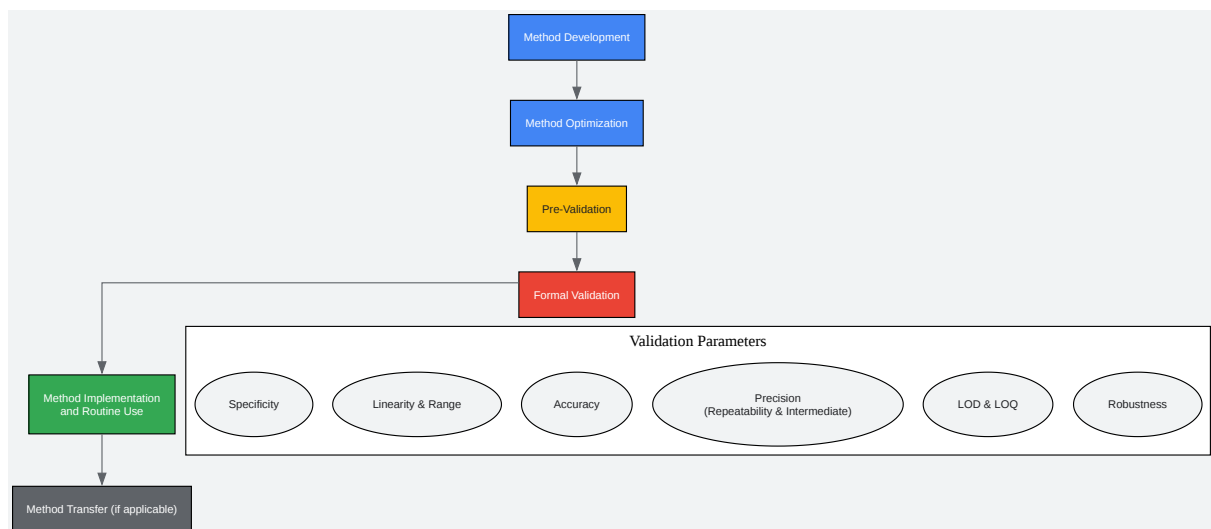 Method Development
Method Optimization
Pre-Validation
Formal Validation
Validation Parameters
Method Implementation
and Routine Use
Specificity
Linearity & Range
Accuracy
Precision
(Repeatability & Intermediate)
LOD & LOQ
Robustness
Method Transfer (if applicable)